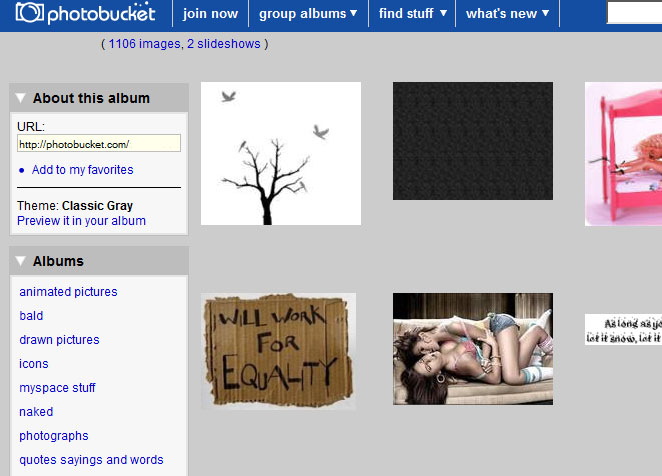 photobucket
join now
group albums
find stuff
what's new
( 1106 images, 2 slideshows )
About this album
URL:
http://photobucket.com/
Add to my favorites
Theme: Classic Gray
Preview it in your album
Albums
animated pictures
bald
drawn pictures
icons
myspace stuff
naked
photographs
quotes sayings and words
WILL WORK
FOR
EQUALITY
As long as yo
let it snow, let it